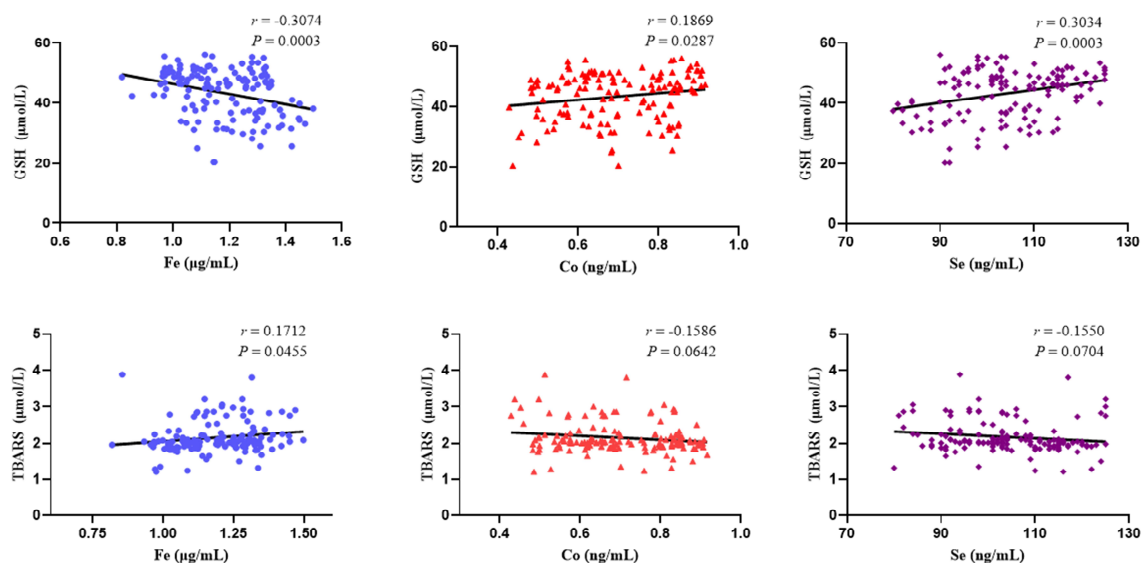 r = -0.3074
P = 0.0003
60
40
20
0
GSH (μmol/L)
0.6 0.8 1.0 1.2 1.4 1.6
Fe (μg/mL)
r = 0.1869
P = 0.0287
60
40
20
0
GSH (μmol/L)
0.4 0.6 0.8 1.0
Co (ng/mL)
r = 0.3034
P = 0.0003
60
40
20
0
GSH (μmol/L)
70 90 110 130
Se (ng/mL)
r = 0.1712
P = 0.0455
5
4
3
2
1
0
TBARS (μmol/L)
0.75 1.00 1.25 1.50
Fe (μg/mL)
r = -0.1586
P = 0.0642
5
4
3
2
1
0
TBARS (μmol/L)
0.4 0.6 0.8 1.0
Co (ng/mL)
r = -0.1550
P = 0.0704
5
4
3
2
1
0
TBARS (μmol/L)
70 90 110 130
Se (ng/mL)